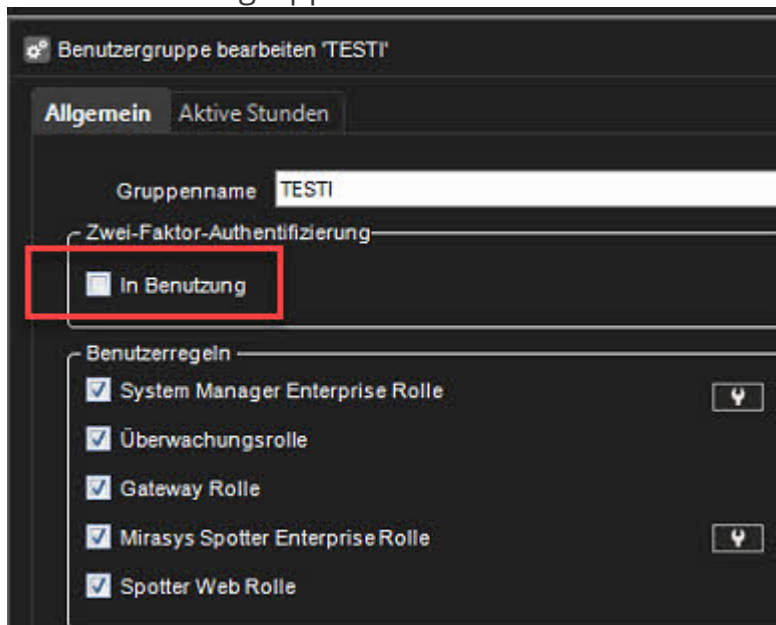 Benutzergruppe bearbeiten 'TESTI'
Allgemein Aktive Stunden
Gruppenname TESTI
Zwei-Faktor-Authentifizierung
In Benutzung
Benutzerregeln
System Manager Enterprise Rolle
Überwachungsrolle
Gateway Rolle
Mirasys Spotter Enterprise Rolle
Spotter Web Rolle